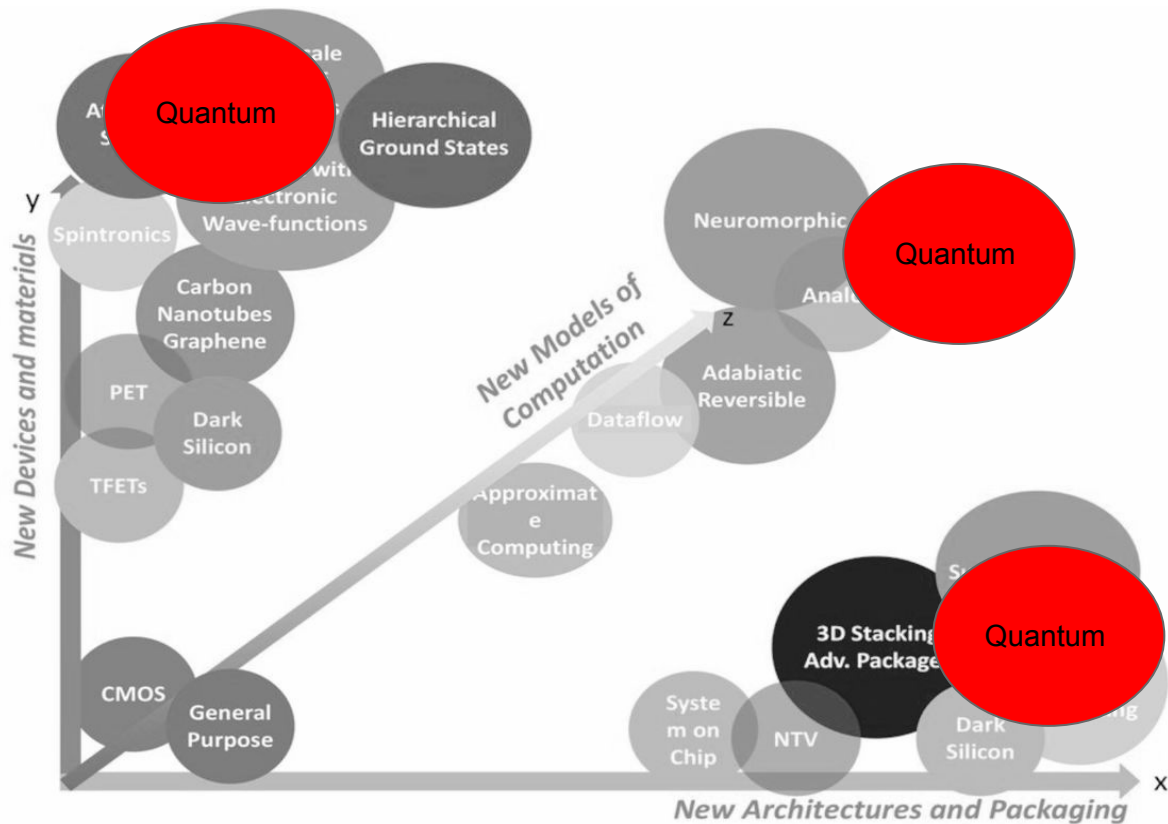 Quantum
Hierarchical
Ground States
with
Electronic
Wave-functions
y
Spintronics
New Devices and materials
Carbon
Nanotubes
Graphene
PET
Dark
Silicon
TFETs
CMOS
General
Purpose
New Models of
Computation
z
Neuromorphic
Quantum
Adabiatic
Reversible
Dataflow
Approximat
e
Computing
3D Stacking
Adv. Package
Quantum
Syste
m on
Chip
NTV
Dark
Silicon
x
New Architectures and Packaging